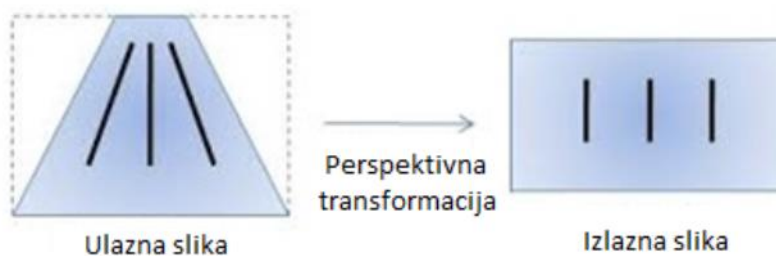 Perspektivna
transformacija
Ulazna slika
Izlazna slika